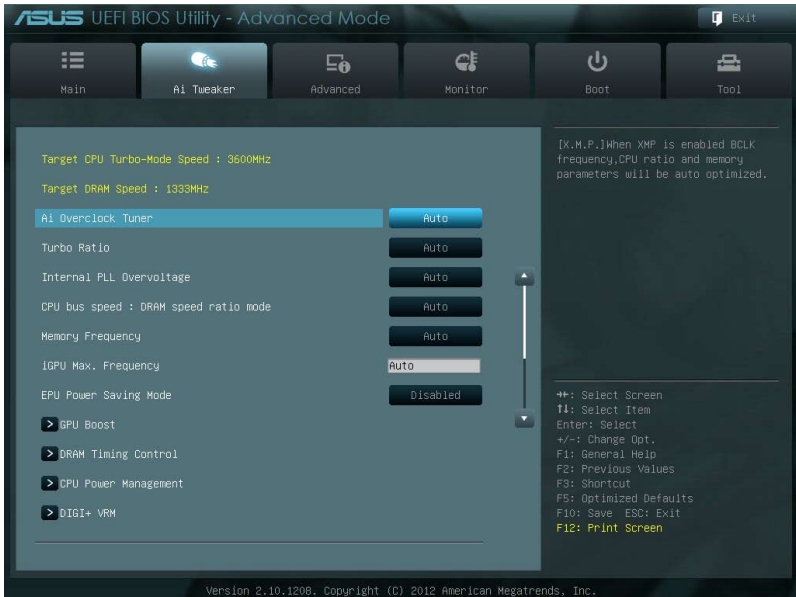 ASUS UEFI BIOS Utility - Advanced Mode
Exit
Main
Ai Tweaker
Advanced
Monitor
Boot
Tool
Target CPU Turbo-Mode Speed : 3600MHz
Target DRAM Speed : 1333MHz
Ai Overclock Tuner Auto
Turbo Ratio Auto
Internal PLL Overvoltage Auto
CPU bus speed : DRAM speed ratio mode Auto
Memory Frequency Auto
iGPU Max. Frequency Auto
EPU Power Saving Mode Disabled
> GPU Boost
> DRAM Timing Control
> CPU Power Management
> DIGI+ VRM
[X.M.P.]When XMP is enabled BCLK
frequency,CPU ratio and memory
parameters will be auto optimized.
→←: Select Screen
↑↓: Select Item
Enter: Select
+/-: Change Opt.
F1: General Help
F2: Previous Values
F3: Shortcut
F5: Optimized Defaults
F10: Save ESC: Exit
F12: Print Screen
Version 2.10.1208. Copyright (C) 2012 American Megatrends, Inc.